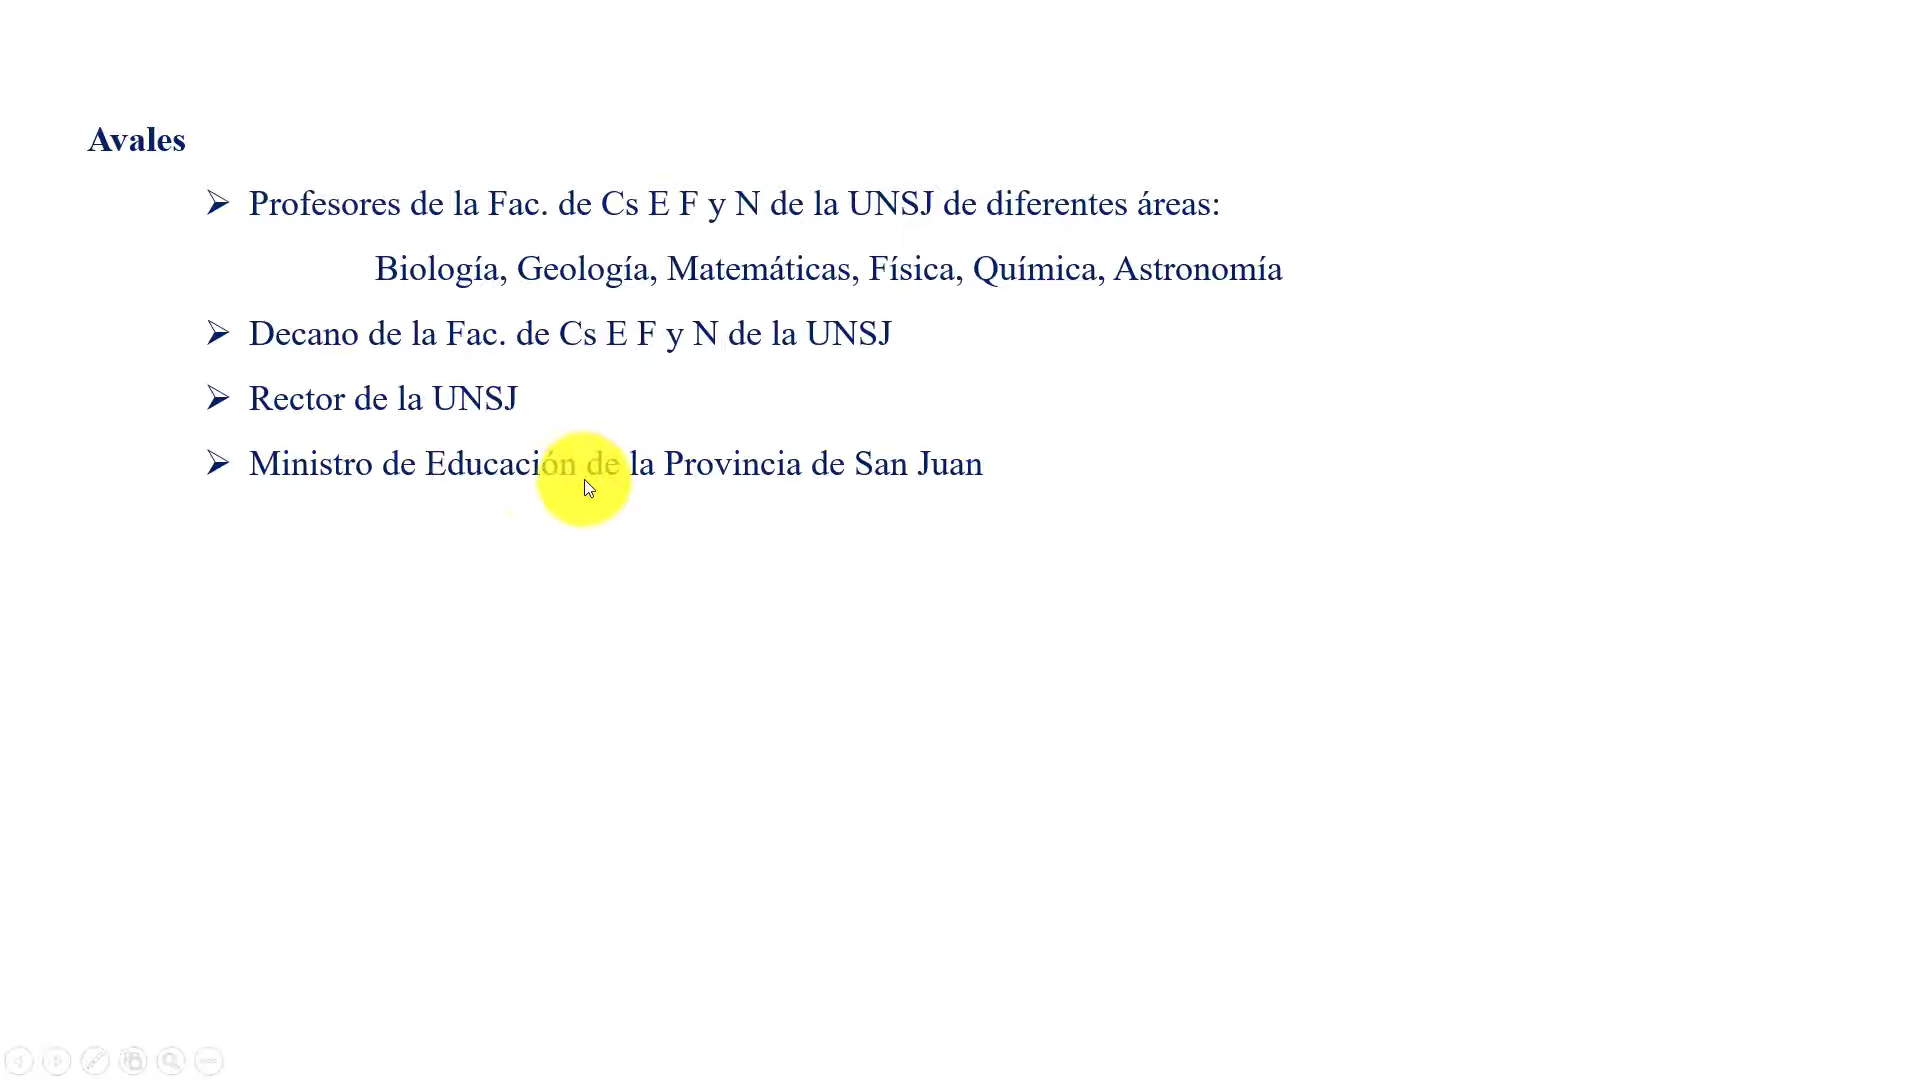 Avales
➢ Profesores de la Fac. de Cs E F y N de la UNSJ de diferentes áreas:
Biología, Geología, Matemáticas, Física, Química, Astronomía
➢ Decano de la Fac. de Cs E F y N de la UNSJ
➢ Rector de la UNSJ
➢ Ministro de Educación de la Provincia de San Juan